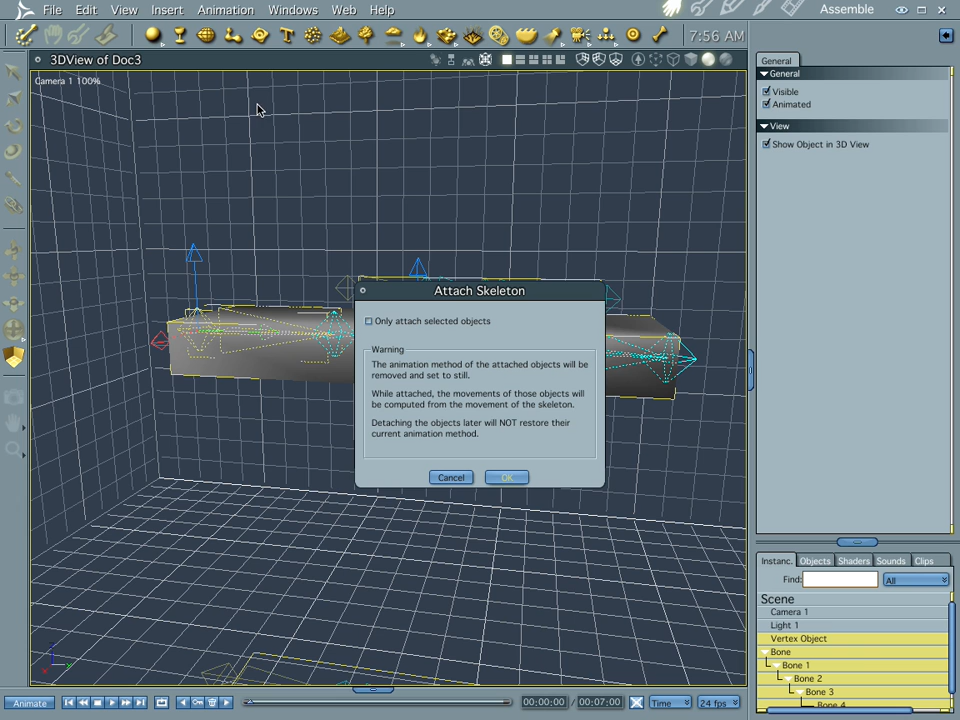 File Edit View Insert Animation Windows Web Help Assemble
7:56 AM
3DView of Doc3
Camera 1 100%
General
General
Visible
Animated
View
Show Object in 3D View
Attach Skeleton
Only attach selected objects
Warning
The animation method of the attached objects will be
removed and set to still.
While attached, the movements of those objects will
be computed from the movement of the skeleton.
Detaching the objects later will NOT restore their
current animation method.
Cancel OK
Instanc. Objects Shaders Sounds Clips
Find: All
Scene
Camera 1
Light 1
Vertex Object
Bone
Bone 1
Bone 2
Bone 3
Bone 4
Animate 00:00:00 / 00:07:00 Time 24 fps